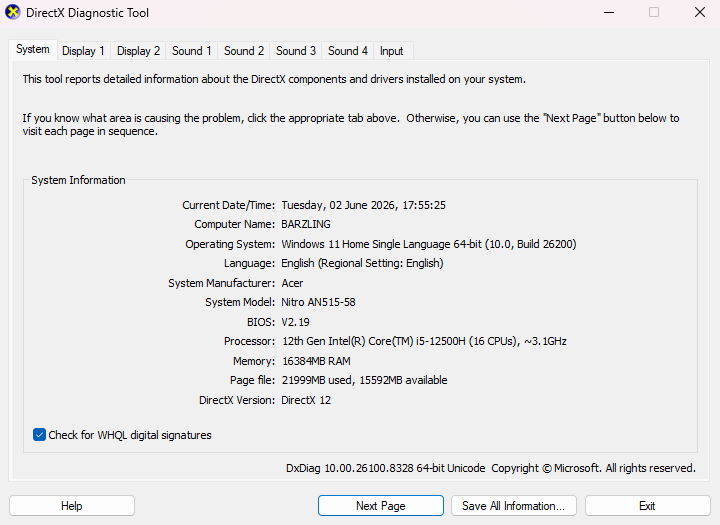 DirectX Diagnostic Tool
System Display 1 Display 2 Sound 1 Sound 2 Sound 3 Sound 4 Input
This tool reports detailed information about the DirectX components and drivers installed on your system.
If you know what area is causing the problem, click the appropriate tab above.  Otherwise, you can use the "Next Page" button below to
visit each page in sequence.
System Information
Current Date/Time: Tuesday, 02 June 2026, 17:55:25
Computer Name: BARZLING
Operating System: Windows 11 Home Single Language 64-bit (10.0, Build 26200)
Language: English (Regional Setting: English)
System Manufacturer: Acer
System Model: Nitro AN515-58
BIOS: V2.19
Processor: 12th Gen Intel(R) Core(TM) i5-12500H (16 CPUs), ~3.1GHz
Memory: 16384MB RAM
Page file: 21999MB used, 15592MB available
DirectX Version: DirectX 12
Check for WHQL digital signatures
DxDiag 10.00.26100.8328 64-bit Unicode  Copyright © Microsoft. All rights reserved.
Help Next Page Save All Information... Exit